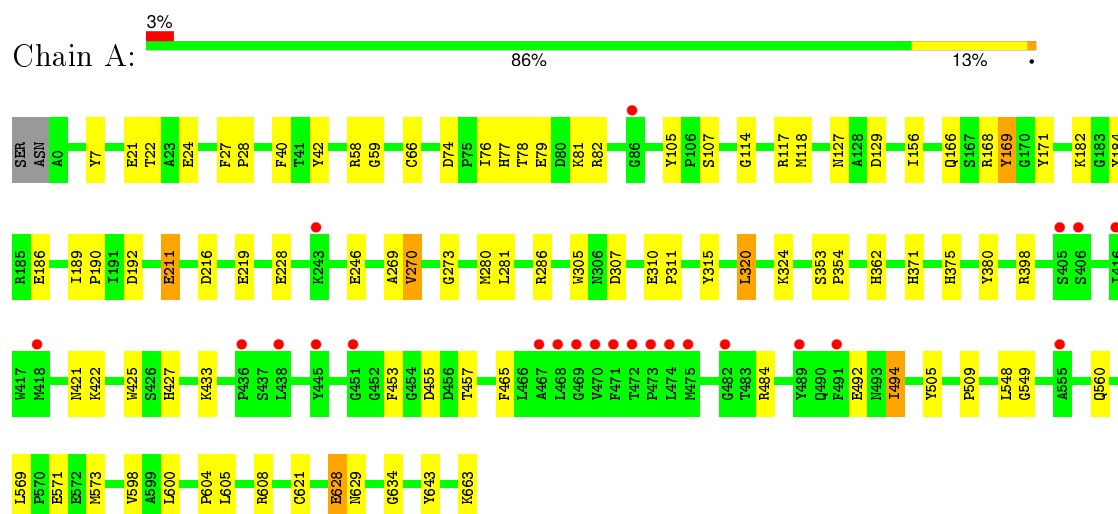 3%
Chain A:
86% 13% •
SER ASN A0 Y7 E21 T22 A23 E24 F27 P28 F40 T41 Y42 R58 G59 C66 D74 P75 I76 H77 T78 E79 D80 K81 R82 G86 Y105 P106 S107 G114 R117 M118 N127 A128 D129 I156 Q166 S167 R168 Y169 G170 Y171 K182 G183 Y184
R185 E186 I189 P190 I191 D192 E211 D216 E219 E228 K243 E246 A269 V270 G273 M280 L281 R286 W305 N306 D307 E310 P311 Y315 L320 K324 S353 P354 H362 H371 H375 Y380 R398 S405 S406 I416
W417 M418 N421 K422 W425 S426 H427 K433 P436 S437 L438 Y445 G451 G452 F453 G454 D455 D456 T457 F465 L466 A467 L468 G469 V470 F471 T472 P473 L474 M475 G482 T483 R484 Y489 Q490 F491 E492 N493 I494 Y505 P509 L548 G549 A555 Q560
L569 P570 E571 E572 M573 V598 A599 L600 P604 L605 R608 C621 E628 N629 G634 Y643 K663